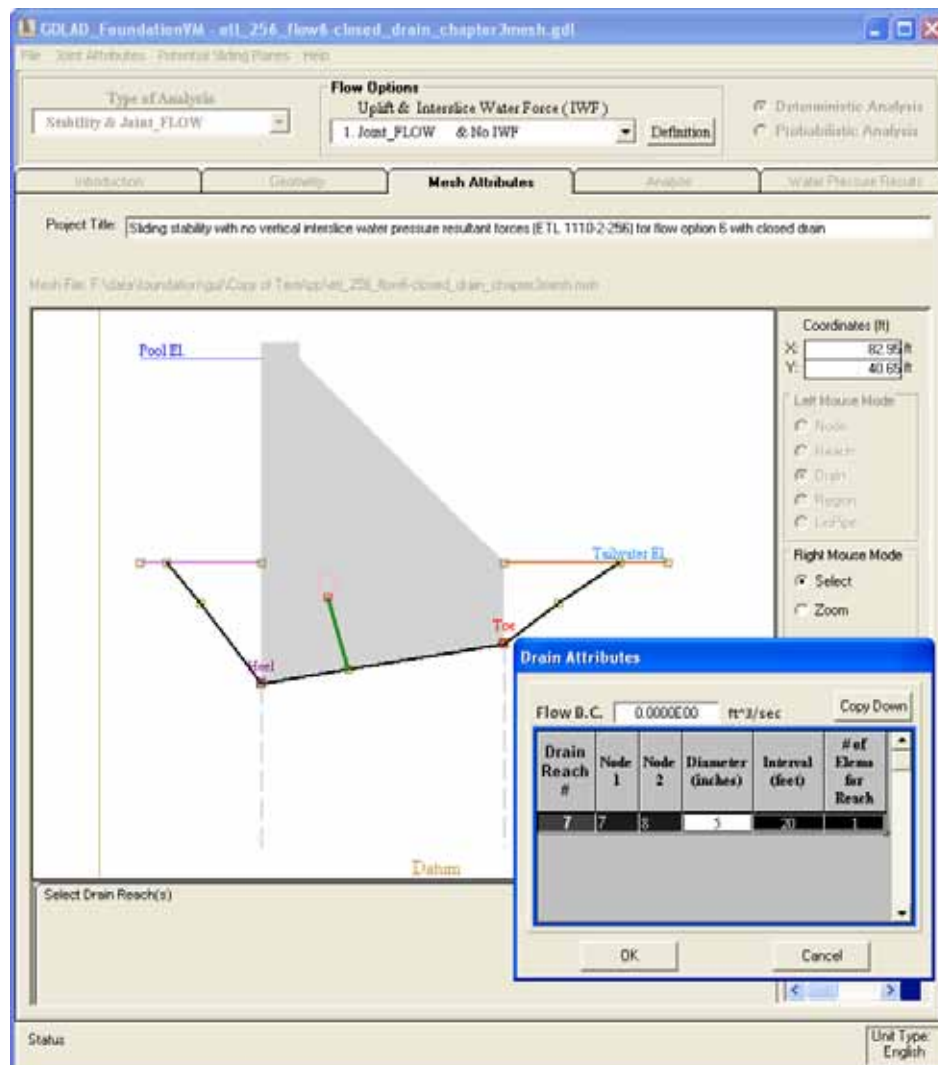 GDLAD_FoundationVM - etl_256_flow6-closed_drain_chapter3mesh.gdl
File Joint Attributes Potential Sliding Planes Help
Type of Analysis
Stability & Joint_FLOW
Flow Options
Uplift & Interslice Water Force (IWF)
1. Joint_FLOW & No IWF
Definition
Deterministic Analysis
Probabilistic Analysis
Introduction Geometry Mesh Attributes Analysis Water Pressure Results
Project Title: Sliding stability with no vertical interslice water pressure resultant forces (ETL 1110-2-256) for flow option 6 with closed drain
Mesh File:
Coordinates (ft)
X: 82.95 ft
Y: 40.65 ft
Left Mouse Mode
Node
Reach
Drain
Region
Right Mouse Mode
Select
Zoom
Pool El.
Tailwater El.
Toe
Heel
Datum
Drain Attributes
Flow B.C. 0.0000E00 ft^3/sec
Copy Down
Drain Reach #
Node 1
Node 2
Diameter (inches)
Interval (feet)
# of Elems for Reach
7 7 8 5 20 1
OK Cancel
Select Drain Reach(s)
Status
Unit Type:
English